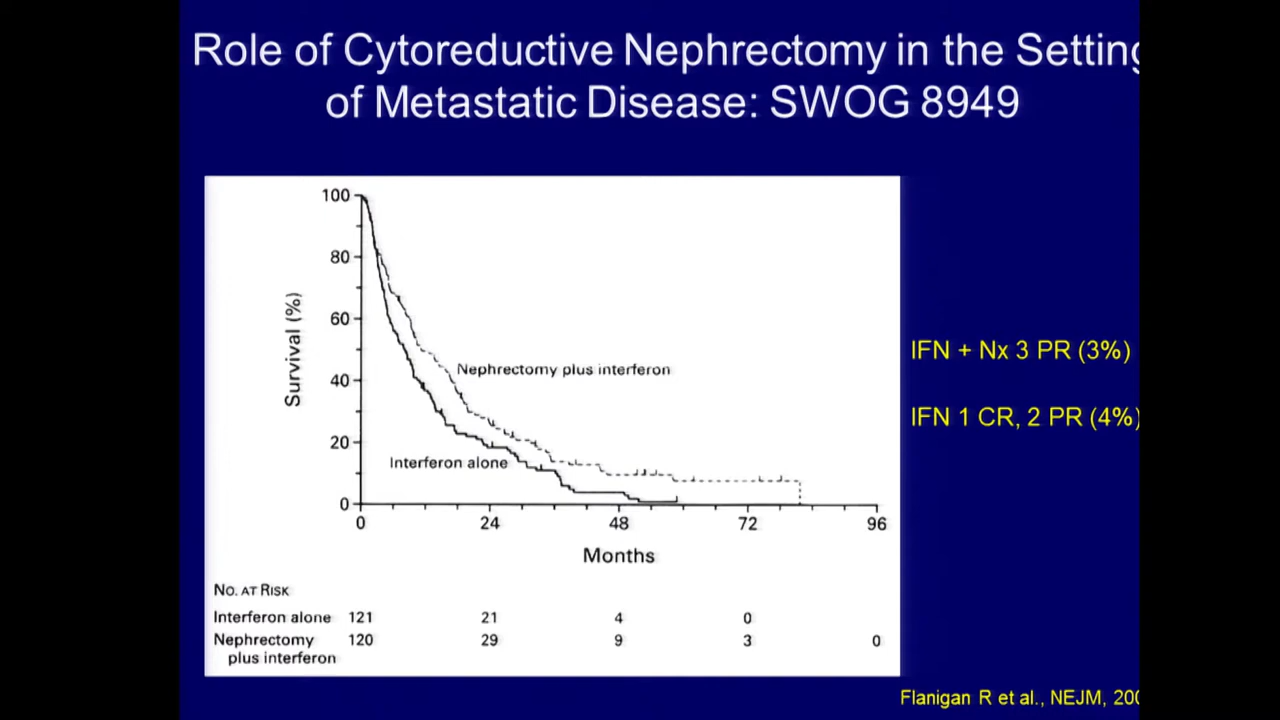 Role of Cytoreductive Nephrectomy in the Setting
of Metastatic Disease: SWOG 8949
100
80
60
40
20
0
Survival (%)
Nephrectomy plus interferon
Interferon alone
0 24 48 72 96
Months
IFN + Nx 3 PR (3%)
IFN 1 CR, 2 PR (4%)
NO. AT RISK
Interferon alone 121 21 4 0
Nephrectomy 120 29 9 3 0
plus interferon
Flanigan R et al., NEJM,